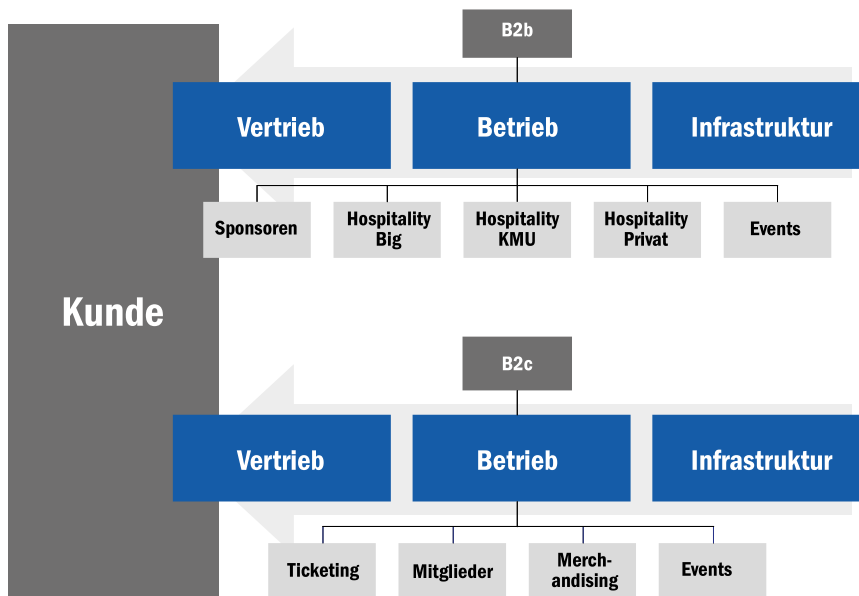 B2b
Vertrieb
Betrieb
Infrastruktur
Sponsoren
Hospitality
Big
Hospitality
KMU
Hospitality
Privat
Events
Kunde
B2c
Vertrieb
Betrieb
Infrastruktur
Ticketing
Mitglieder
Merch-
andising
Events